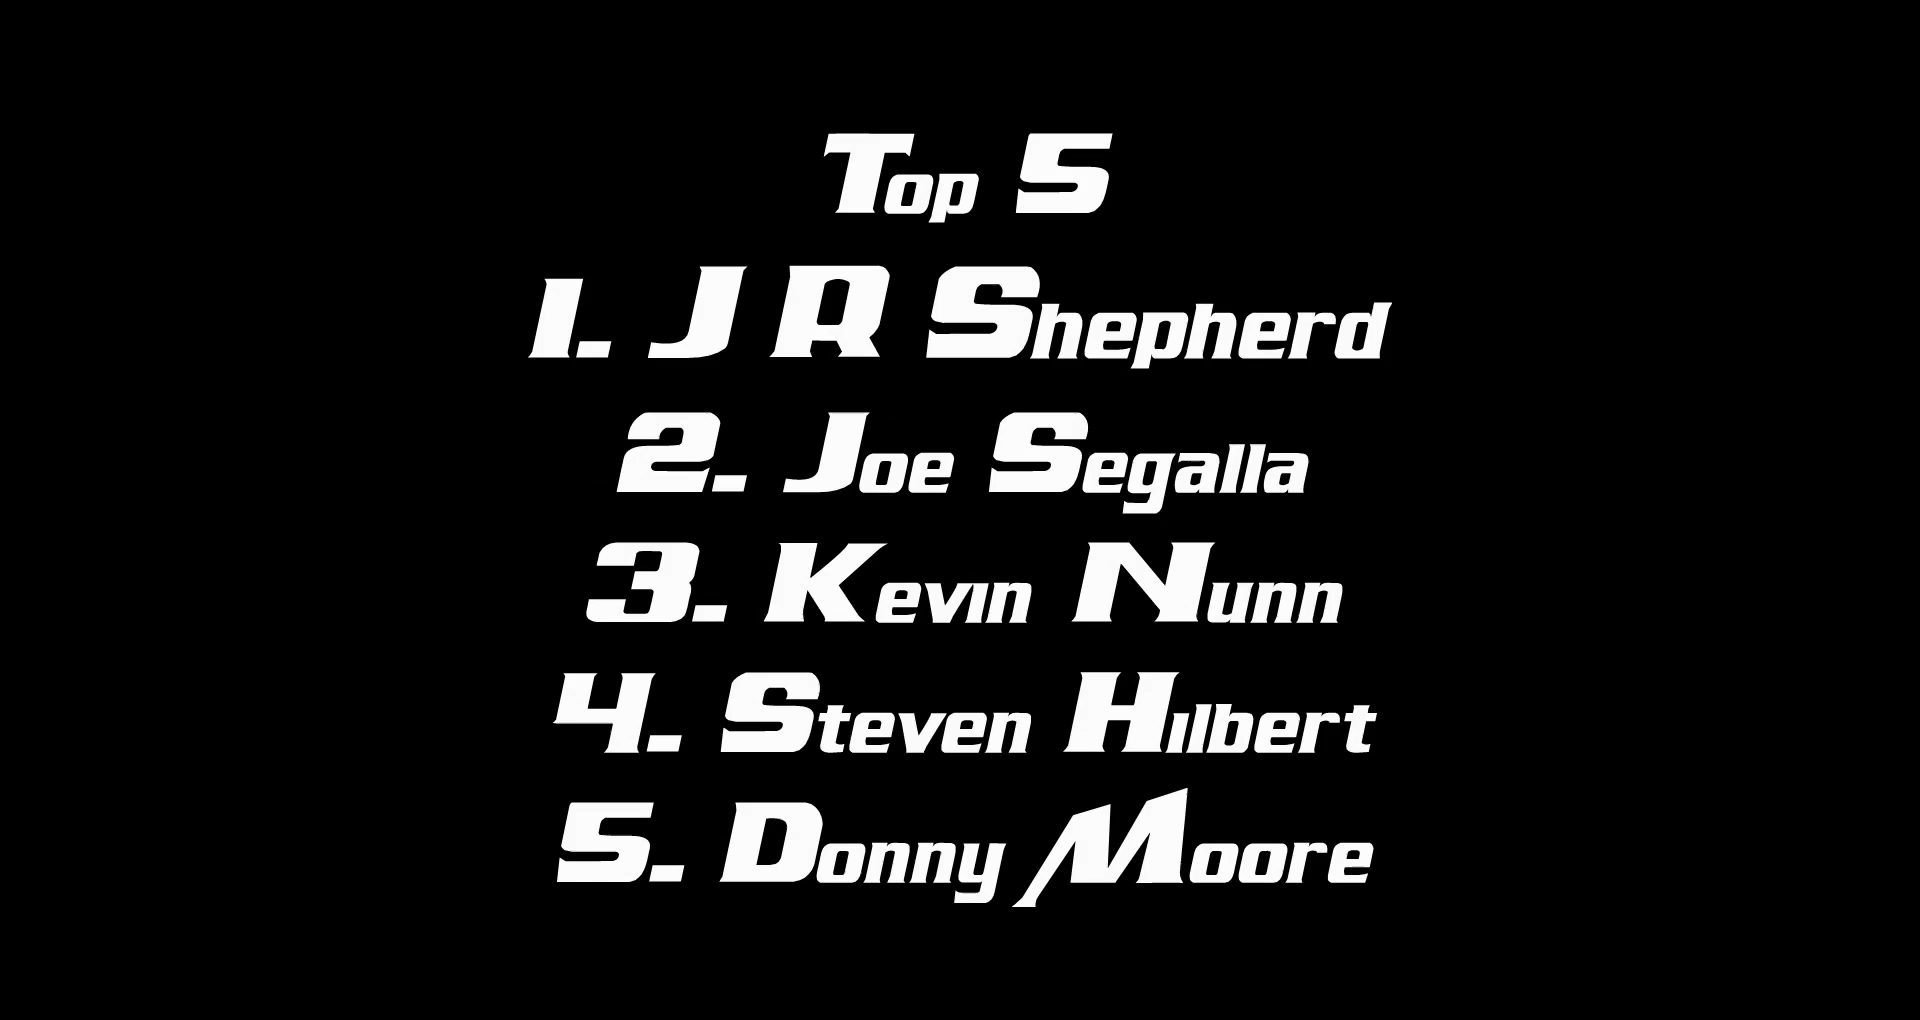 Top 5
1. J R Shepherd
2. Joe Segalla
3. Kevin Nunn
4. Steven Hilbert
5. Donny Moore